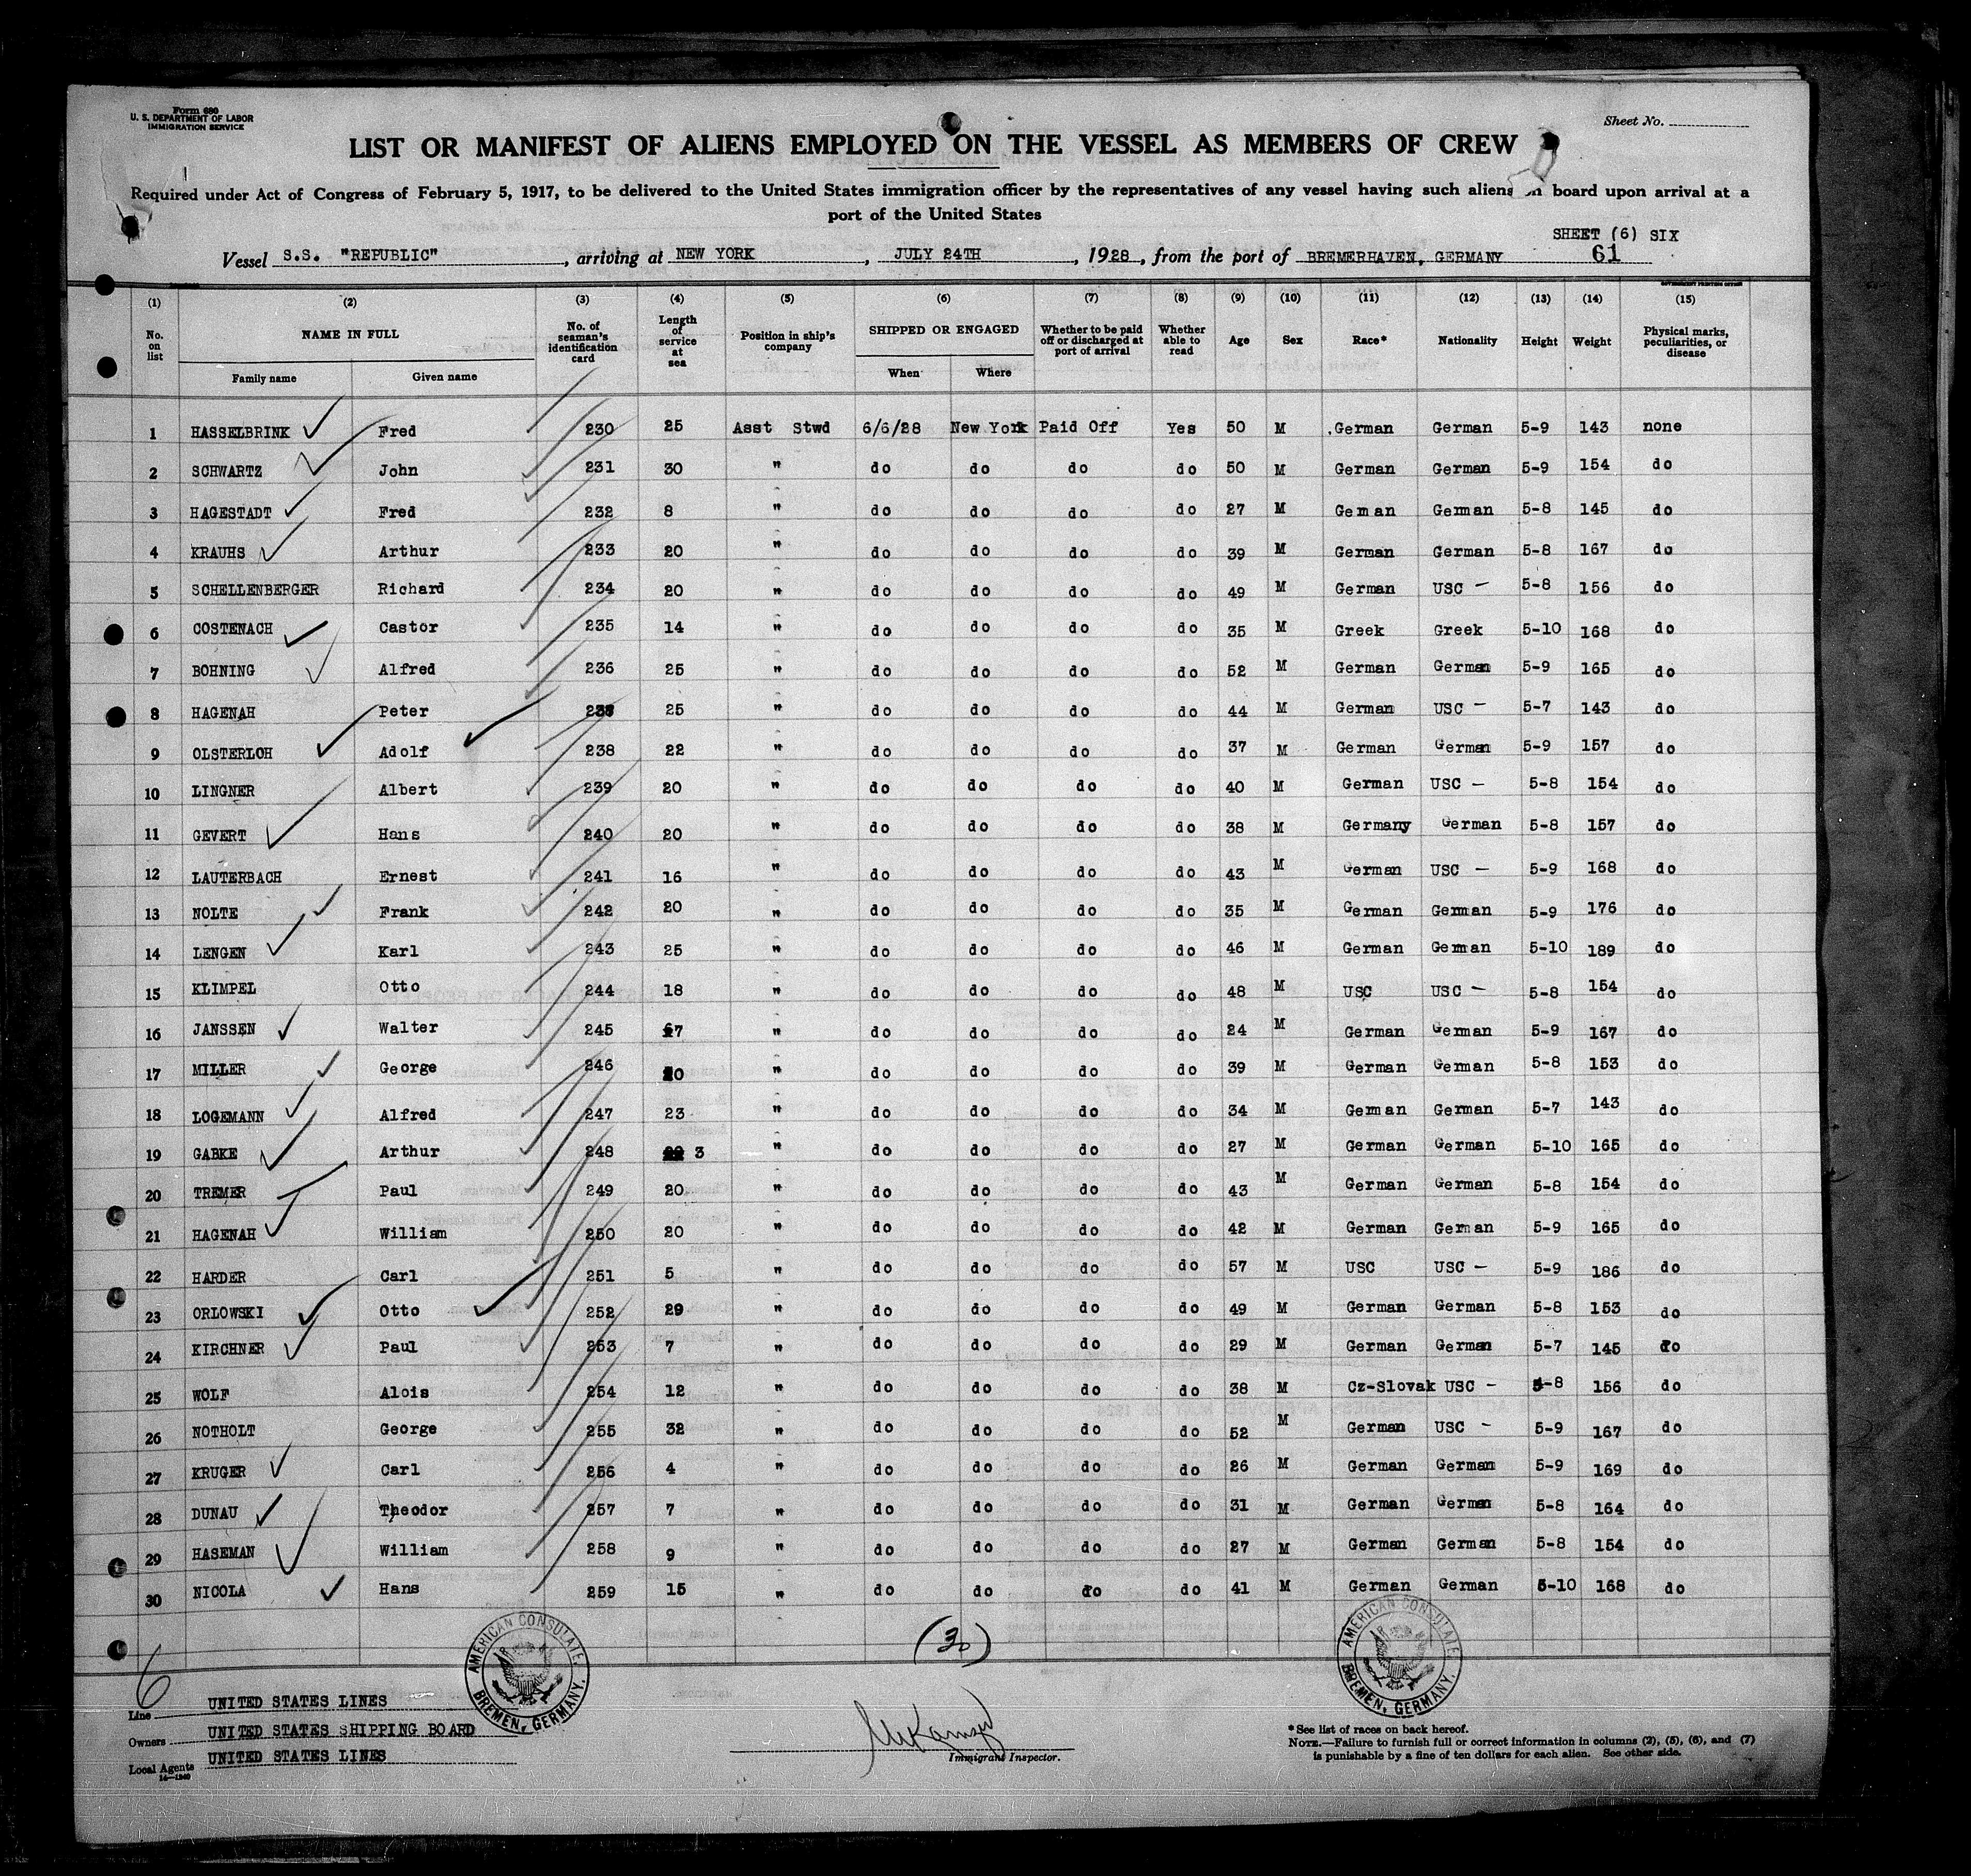 Form 680
U. S. DEPARTMENT OF LABOR
IMMIGRATION SERVICE
Sheet No.
LIST OR MANIFEST OF ALIENS EMPLOYED ON THE VESSEL AS MEMBERS OF CREW
Required under Act of Congress of February 5, 1917, to be delivered to the United States immigration officer by the representatives of any vessel having such aliens on board upon arrival at a
port of the United States
SHEET (6) SIX
Vessel S.S. "REPUBLIC", arriving at NEW YORK, JULY 24TH, 1928, from the port of BREMERHAVEN, GERMANY 61
GOVERNMENT PRINTING OFFICE
(1) (2) (3) (4) (5) (6) (7) (8) (9) (10) (11) (12) (13) (14) (15)
No. on list NAME IN FULL Family name Given name No. of seaman's identification card Length of service at sea Position in ship's company SHIPPED OR ENGAGED When Where Whether to be paid off or discharged at port of arrival Whether able to read Age Sex Race* Nationality Height Weight Physical marks, peculiarities, or disease
1 HASSELBRINK Fred 230 25 Asst Stwd 6/6/28 New York Paid Off Yes 50 M German German 5-9 143 none
2 SCHWARTZ John 231 30 " do do do do 50 M German German 5-9 154 do
3 HAGESTADT Fred 232 8 " do do do do 27 M Geman German 5-8 145 do
4 KRAUHS Arthur 233 20 " do do do do 39 M German German 5-8 167 do
5 SCHELLENBERGER Richard 234 20 " do do do do 49 M German USC - 5-8 156 do
6 COSTENACH Castor 235 14 " do do do do 35 M Greek Greek 5-10 168 do
7 BOHNING Alfred 236 25 " do do do do 52 M German German 5-9 165 do
8 HAGENAH Peter 25 " do do do do 44 M German USC - 5-7 143 do
9 OLSTERLOH Adolf 238 22 " do do do do 37 M German German 5-9 157 do
10 LINGNER Albert 239 20 " do do do do 40 M German USC - 5-8 154 do
11 GEVERT Hans 240 20 " do do do do 38 M Germany German 5-8 157 do
12 LAUTERBACH Ernest 241 16 " do do do do 43 M German USC - 5-9 168 do
13 NOLTE Frank 242 20 " do do do do 35 M German German 5-9 176 do
14 LENGEN Karl 243 25 " do do do do 46 M German German 5-10 189 do
15 KLIMPEL Otto 244 18 " do do do do 48 M USC USC - 5-8 154 do
16 JANSSEN Walter 245 7 " do do do do 24 M German German 5-9 167 do
17 MILLER George 246 " do do do do 39 M German German 5-8 153 do
18 LOGEMANN Alfred 247 23 " do do do do 34 M German German 5-7 143 do
19 GABKE Arthur 248 3 " do do do do 27 M German German 5-10 165 do
20 TREMER Paul 249 20 " do do do do 43 M German German 5-8 154 do
21 HAGENAH William 250 20 " do do do do 42 M German German 5-9 165 do
22 HARDER Carl 251 5 " do do do do 57 M USC USC - 5-9 186 do
23 ORLOWSKI Otto 252 29 " do do do do 49 M German German 5-8 153 do
24 KIRCHNER Paul 253 7 " do do do do 29 M German German 5-7 145 do
25 WOLF Alois 254 12 " do do do do 38 M Cz-Slovak USC - 5-8 156 do
26 NOTHOLT George 255 32 " do do do do 52 M German USC - 5-9 167 do
27 KRUGER Carl 256 4 " do do do do 26 M German German 5-9 169 do
28 DUNAU Theodor 257 7 " do do do do 31 M German German 5-8 164 do
29 HASEMAN William 258 9 " do do do do 27 M German German 5-8 154 do
30 NICOLA Hans 259 15 " do do do do 41 M German German 5-10 168 do
(30)
AMERICAN CONSULATE. BREMEN, GERMANY.
AMERICAN CONSULATE. BREMEN, GERMANY.
6
Line UNITED STATES LINES
Owners UNITED STATES SHIPPING BOARD
Local Agents UNITED STATES LINES
14-1240
Immigrant Inspector.
*See list of races on back hereof.
NOTE.—Failure to furnish full or correct information in columns (2), (5), (6), and (7)
is punishable by a fine of ten dollars for each alien. See other side.